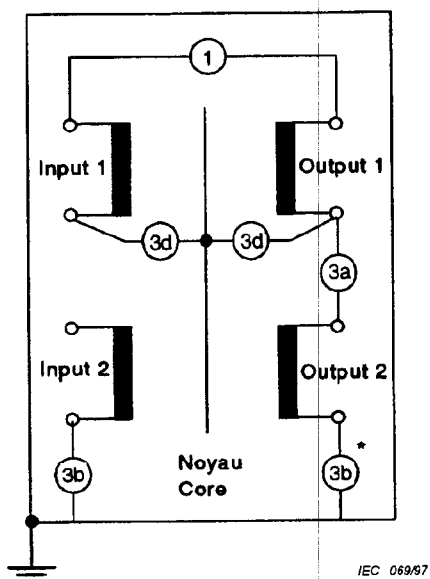 1
Input 1
Output 1
3d
3d
3a
Input 2
Output 2
3b
Noyau
Core
3b
*
IEC 069/97